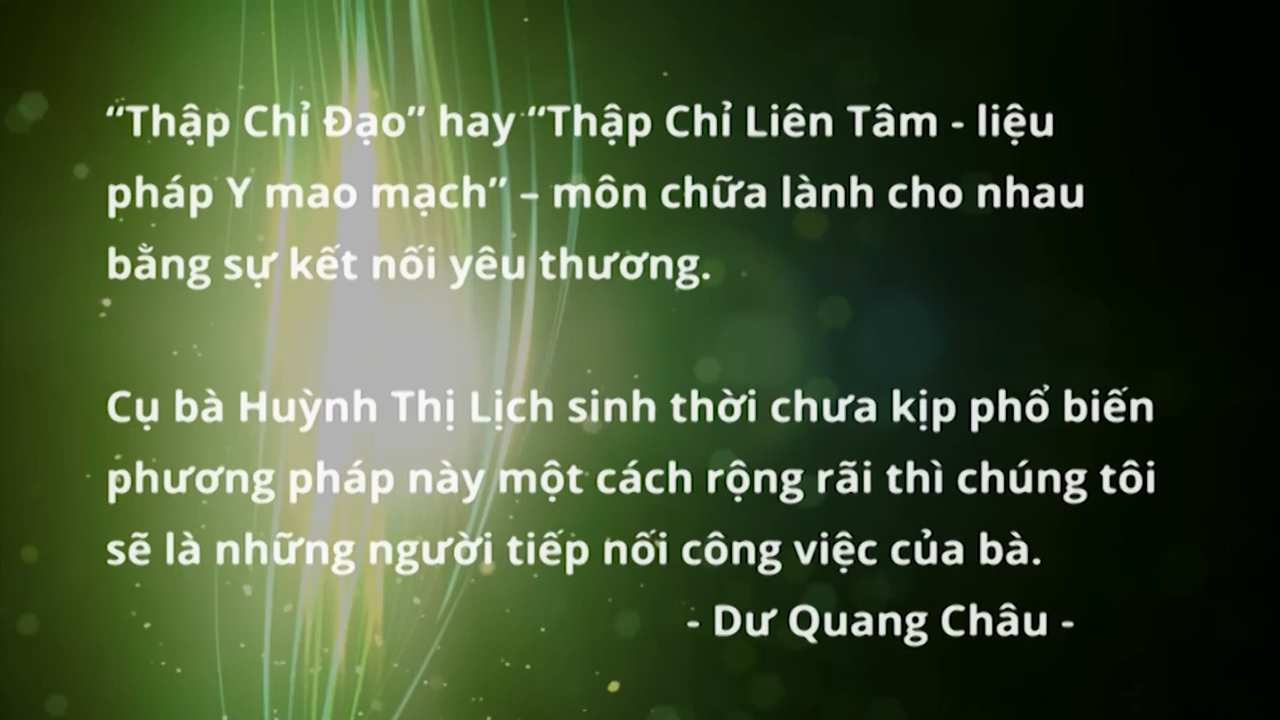 “Thập Chỉ Đạo” hay “Thập Chỉ Liên Tâm - liệu
pháp Y mao mạch” – môn chữa lành cho nhau
bằng sự kết nối yêu thương.
Cụ bà Huỳnh Thị Lịch sinh thời chưa kịp phổ biến
phương pháp này một cách rộng rãi thì chúng tôi
sẽ là những người tiếp nối công việc của bà.
- Dư Quang Châu -